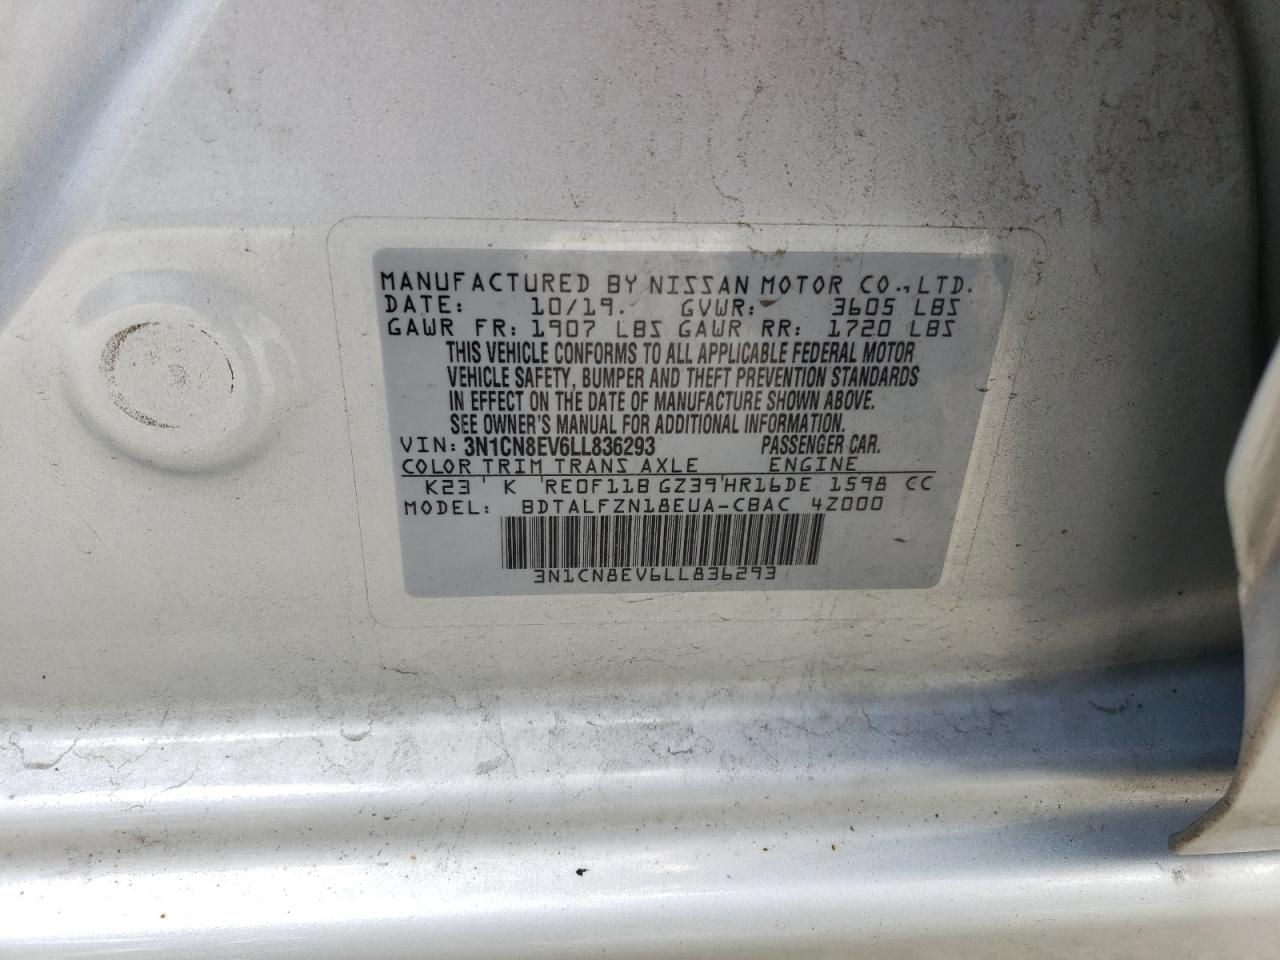 MANUFACTURED BY NISSAN MOTOR CO., LTD.
DATE: 10/19. GVWR: 3605 LBS
GAWR FR: 1907 LBS GAWR RR: 1720 LBS
THIS VEHICLE CONFORMS TO ALL APPLICABLE FEDERAL MOTOR
VEHICLE SAFETY, BUMPER AND THEFT PREVENTION STANDARDS
IN EFFECT ON THE DATE OF MANUFACTURE SHOWN ABOVE.
SEE OWNER'S MANUAL FOR ADDITIONAL INFORMATION.
VIN: 3N1CN8EV6LL836293 PASSENGER CAR.
COLOR TRIM TRANS AXLE ENGINE
K23 ' K 'RE0F11B GZ39'HR16DE 1598 CC
MODEL: BDTALFZN18EUA-CBAC 4Z000
3N1CN8EV6LL836293